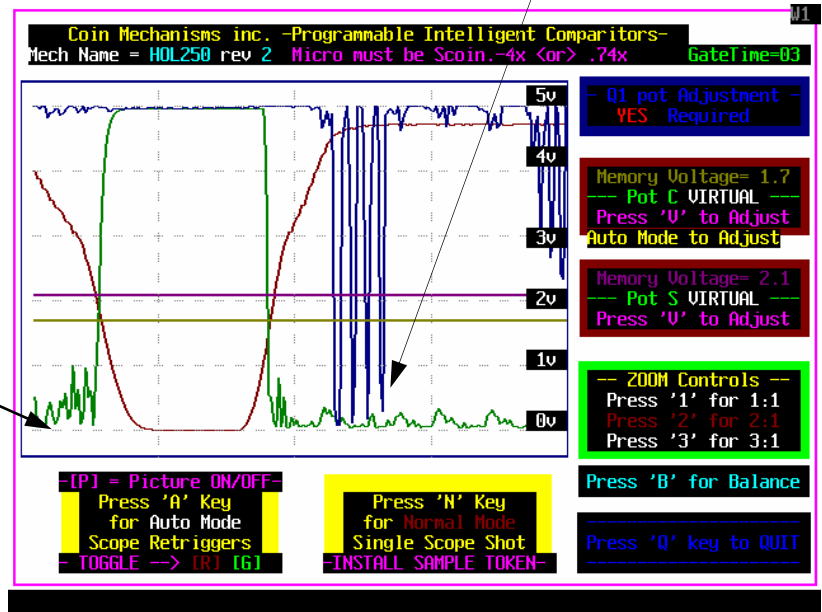 W1
Coin Mechanisms inc. -Programmable Intelligent Comparitors-
Mech Name = HOL250 rev 2 Micro must be Scoin.-4x <or> .74x GateTime=03
5v
4v
3v
2v
1v
0v
- Q1 pot Adjustment -
YES Required
Memory Voltage= 1.7
--- Pot C VIRTUAL ---
Press 'V' to Adjust
Auto Mode to Adjust
Memory Voltage= 2.1
--- Pot S VIRTUAL ---
Press 'V' to Adjust
-- ZOOM Controls --
Press '1' for 1:1
Press '2' for 2:1
Press '3' for 3:1
Press 'B' for Balance
Press 'Q' key to QUIT
-[P] = Picture ON/OFF-
Press 'A' Key
for Auto Mode
Scope Retriggers
- TOGGLE --> [R] [G]
Press 'N' Key
for Normal Mode
Single Scope Shot
-INSTALL SAMPLE TOKEN-